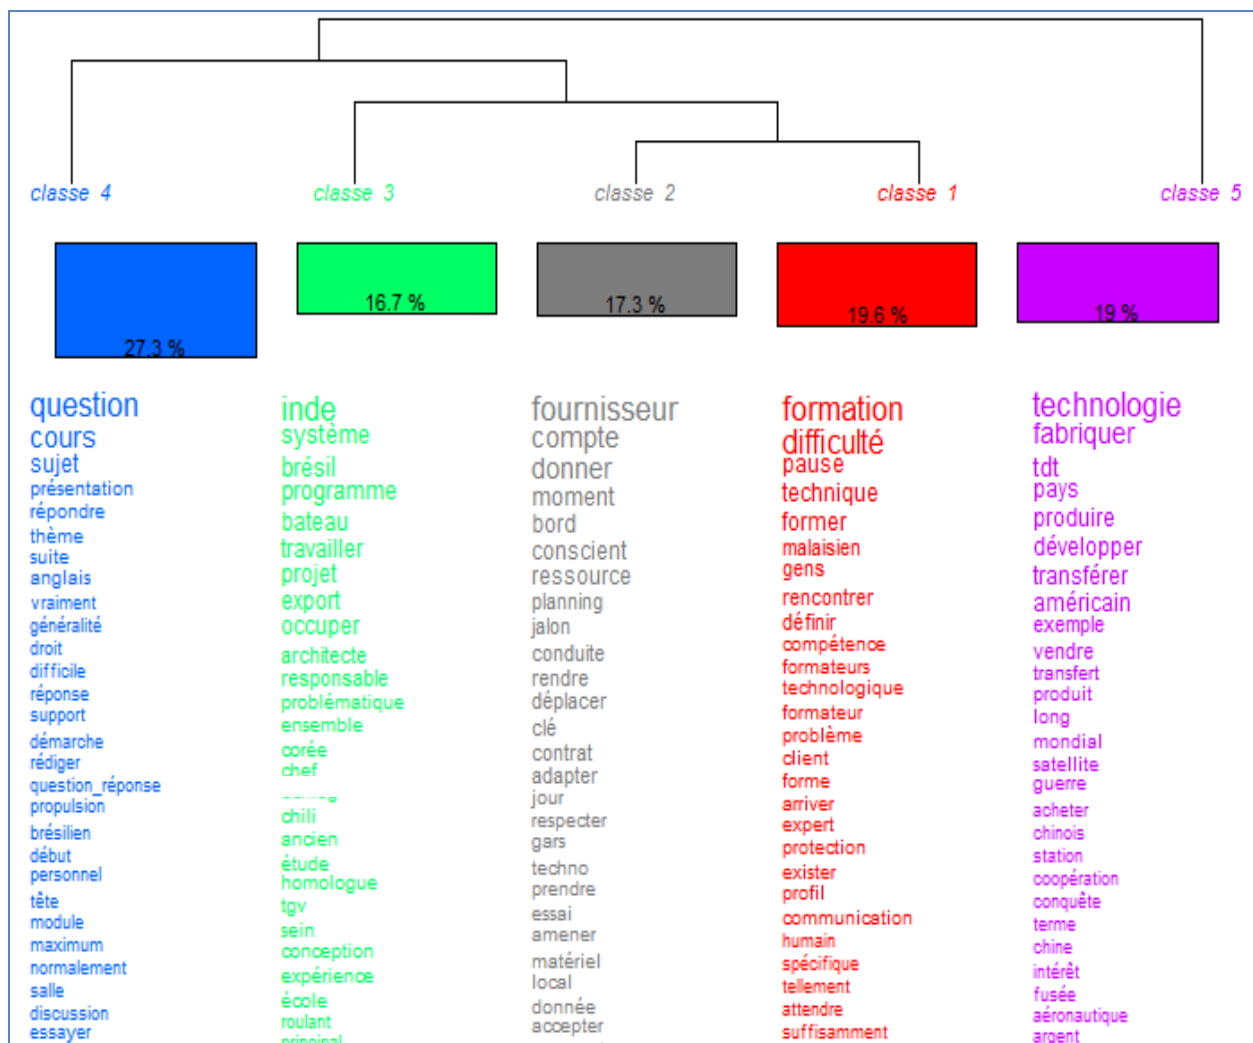 classe 4
classe 3
classe 2
classe 1
classe 5
27.3 %
16.7 %
17.3 %
19.6 %
19 %
question
cours
sujet
présentation
répondre
thème
suite
anglais
vraiment
généralité
droit
difficile
réponse
support
démarche
rédiger
question_réponse
propulsion
brésilien
début
personnel
tête
module
maximum
normalement
salle
discussion
essayer
inde
système
brésil
programme
bateau
travailler
projet
export
occuper
architecte
responsable
problématique
ensemble
corée
chef
chili
ancien
étude
homologue
tgv
sein
conception
expérience
école
roulant
principal
fournisseur
compte
donner
moment
bord
conscient
ressource
planning
jalon
conduite
rendre
déplacer
clé
contrat
adapter
jour
respecter
gars
techno
prendre
essai
amener
matériel
local
donnée
accepter
formation
difficulté
pause
technique
former
malaisien
gens
rencontrer
définir
compétence
formateurs
technologique
formateur
problème
client
forme
arriver
expert
protection
exister
profil
communication
humain
spécifique
tellement
attendre
suffisamment
technologie
fabriquer
tdt
pays
produire
développer
transférer
américain
exemple
vendre
transfert
produit
long
mondial
satellite
guerre
acheter
chinois
station
coopération
conquête
terme
chine
intérêt
fusée
aéronautique
argent